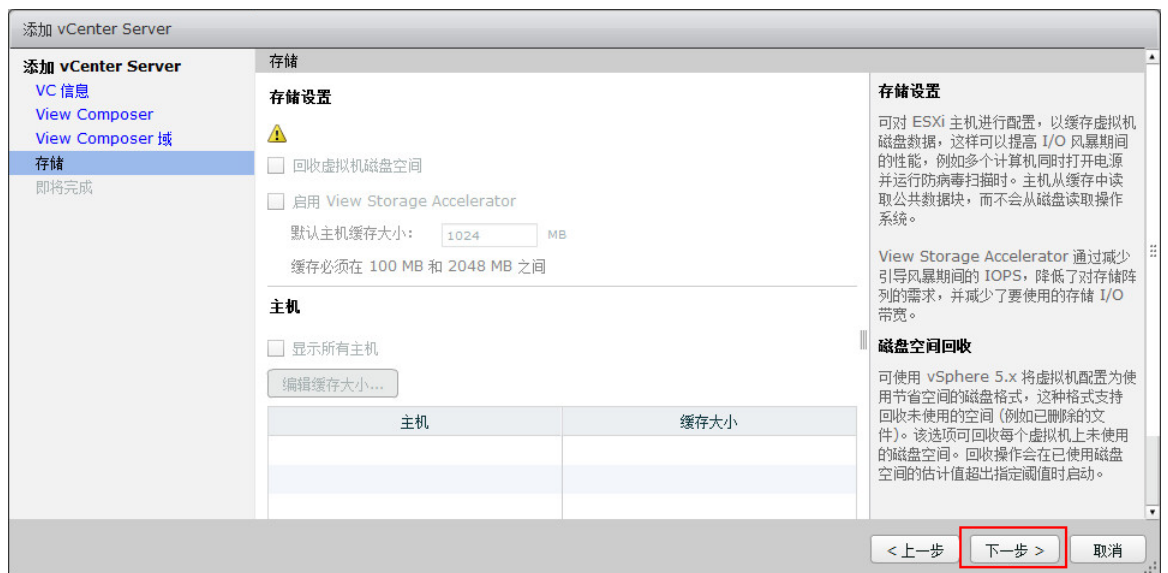 添加 vCenter Server
添加 vCenter Server
VC 信息
View Composer
View Composer 域
存储
即将完成
存储
存储设置
回收虚拟机磁盘空间
启用 View Storage Accelerator
默认主机缓存大小：
1024
MB
缓存必须在 100 MB 和 2048 MB 之间
主机
显示所有主机
编辑缓存大小...
主机
缓存大小
存储设置
可对 ESXi 主机进行配置，以缓存虚拟机
磁盘数据，这样可以提高 I/O 风暴期间
的性能，例如多个计算机同时打开电源
并运行防病毒扫描时。主机从缓存中读
取公共数据块，而不会从磁盘读取操作
系统。
View Storage Accelerator 通过减少
引导风暴期间的 IOPS，降低了对存储阵
列的需求，并减少了要使用的存储 I/O
带宽。
磁盘空间回收
可使用 vSphere 5.x 将虚拟机配置为使
用节省空间的磁盘格式，这种格式支持
回收未使用的空间 (例如已删除的文
件)。该选项可回收每个虚拟机上未使用
的磁盘空间。回收操作会在已使用磁盘
空间的估计值超出指定阈值时启动。
<上一步
下一步 >
取消